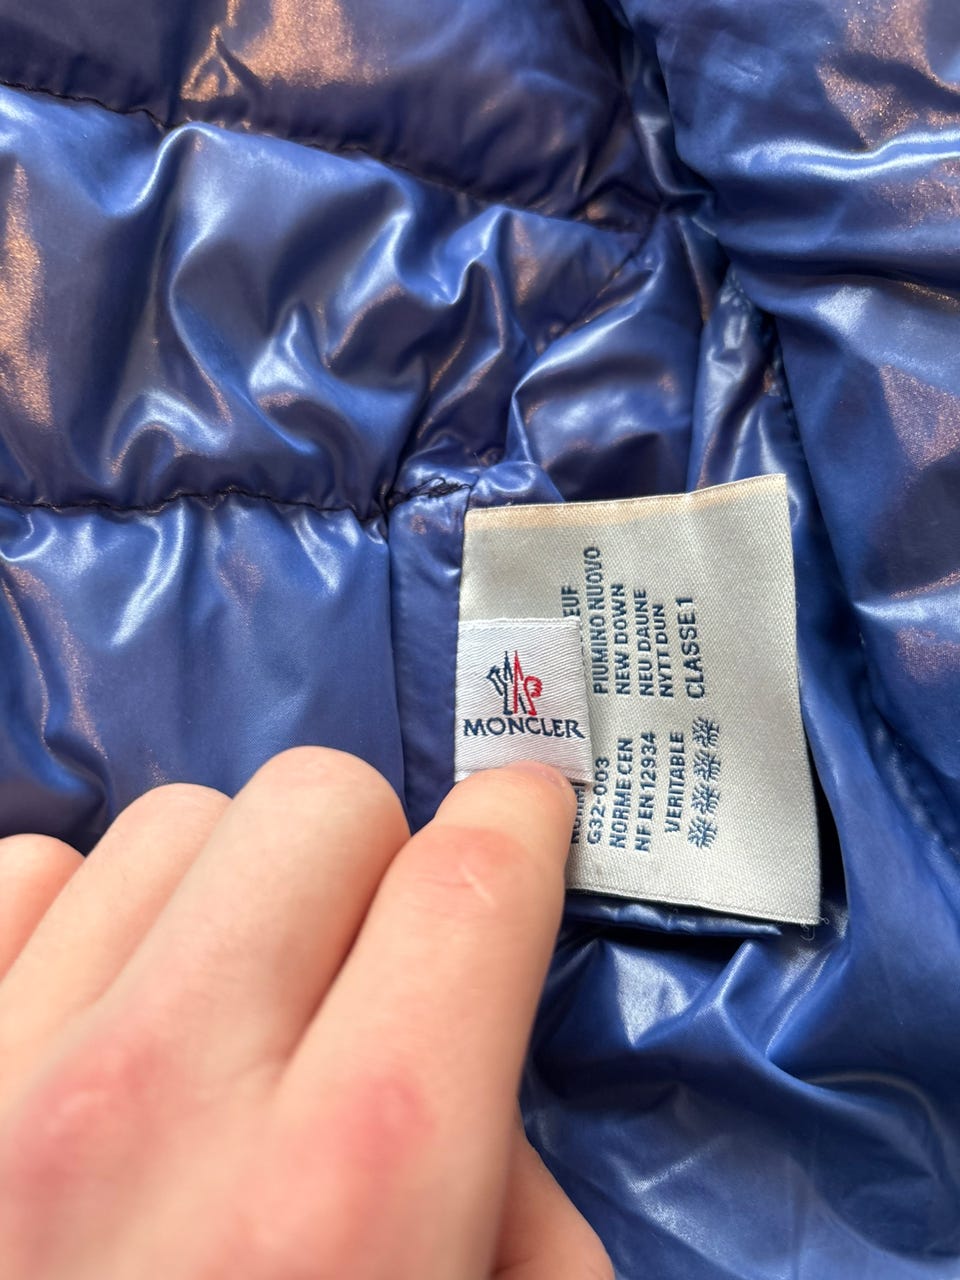 MONCLER
EUF
PIUMINO NUOVO
NEW DOWN
NEU DAUNE
NYTT DUN
CLASSE 1
G32-003
NORME CEN
NF EN 12934
VERITABLE